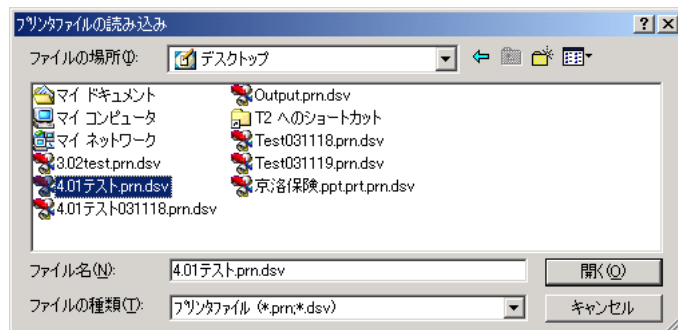 プリンタファイルの読み込み
ファイルの場所(I):
デスクトップ
マイ ドキュメント
マイ コンピュータ
マイ ネットワーク
3.02test.prn.dsv
4.01テスト.prn.dsv
4.01テスト031118.prn.dsv
Output.prn.dsv
T2 へのショートカット
Test031118.prn.dsv
Test031119.prn.dsv
京洛保険.ppt.prt.prn.dsv
ファイル名(N):
4.01テスト.prn.dsv
開く(O)
ファイルの種類(T):
プリンタファイル (*.prn;*.dsv)
キャンセル